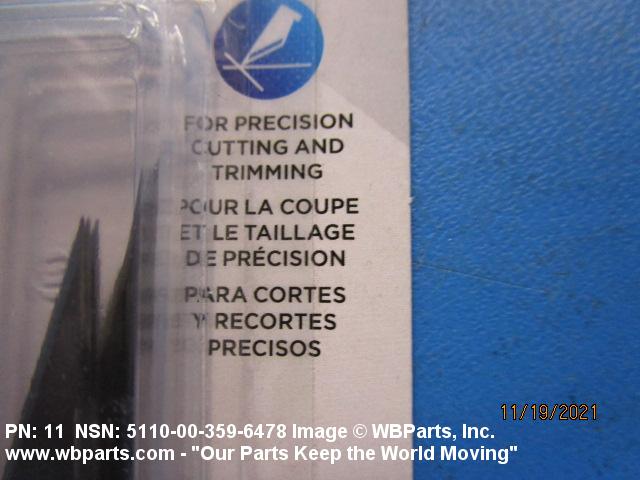 FOR PRECISION
CUTTING AND
TRIMMING
POUR LA COUPE
ET LE TAILLAGE
DE PRÉCISION
PARA CORTES
Y RECORTES
PRECISOS
11/19/2021
PN: 11 NSN: 5110-00-359-6478 Image © WBParts, Inc.
www.wbparts.com - "Our Parts Keep the World Moving"